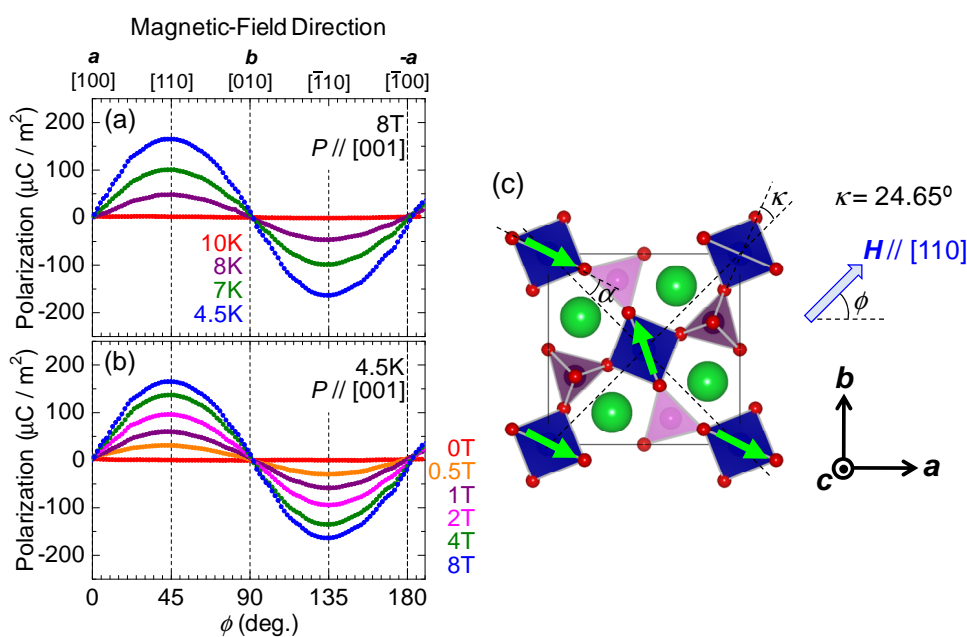 Magnetic-Field Direction
a b -a
[100] [110] [010] [1̅10] [1̅00]
(a)
8T
P // [001]
10K
8K
7K
4.5K
Polarization (μC / m²)
200
100
0
-100
-200
(b)
4.5K
P // [001]
0T
0.5T
1T
2T
4T
8T
Polarization (μC / m²)
200
100
0
-100
-200
0 45 90 135 180
ϕ (deg.)
(c)
κ
κ = 24.65⁰
H // [110]
ϕ
α
b
c
a